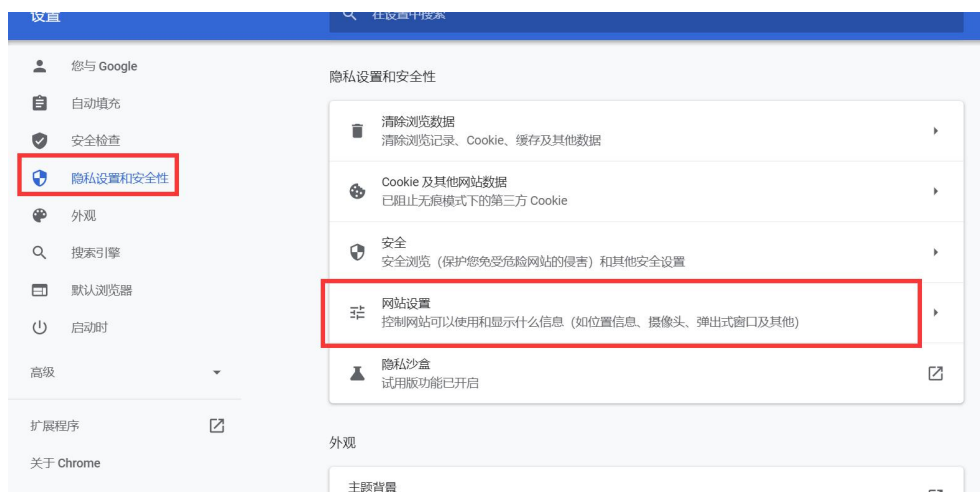 设置
在设置中搜索
您与 Google
自动填充
安全检查
隐私设置和安全性
外观
搜索引擎
默认浏览器
启动时
高级
扩展程序
关于 Chrome
隐私设置和安全性
清除浏览数据
清除浏览记录、Cookie、缓存及其他数据
Cookie 及其他网站数据
已阻止无痕模式下的第三方 Cookie
安全
安全浏览（保护您免受危险网站的侵害）和其他安全设置
网站设置
控制网站可以使用和显示什么信息（如位置信息、摄像头、弹出式窗口及其他）
隐私沙盒
试用版功能已开启
外观
主题背景